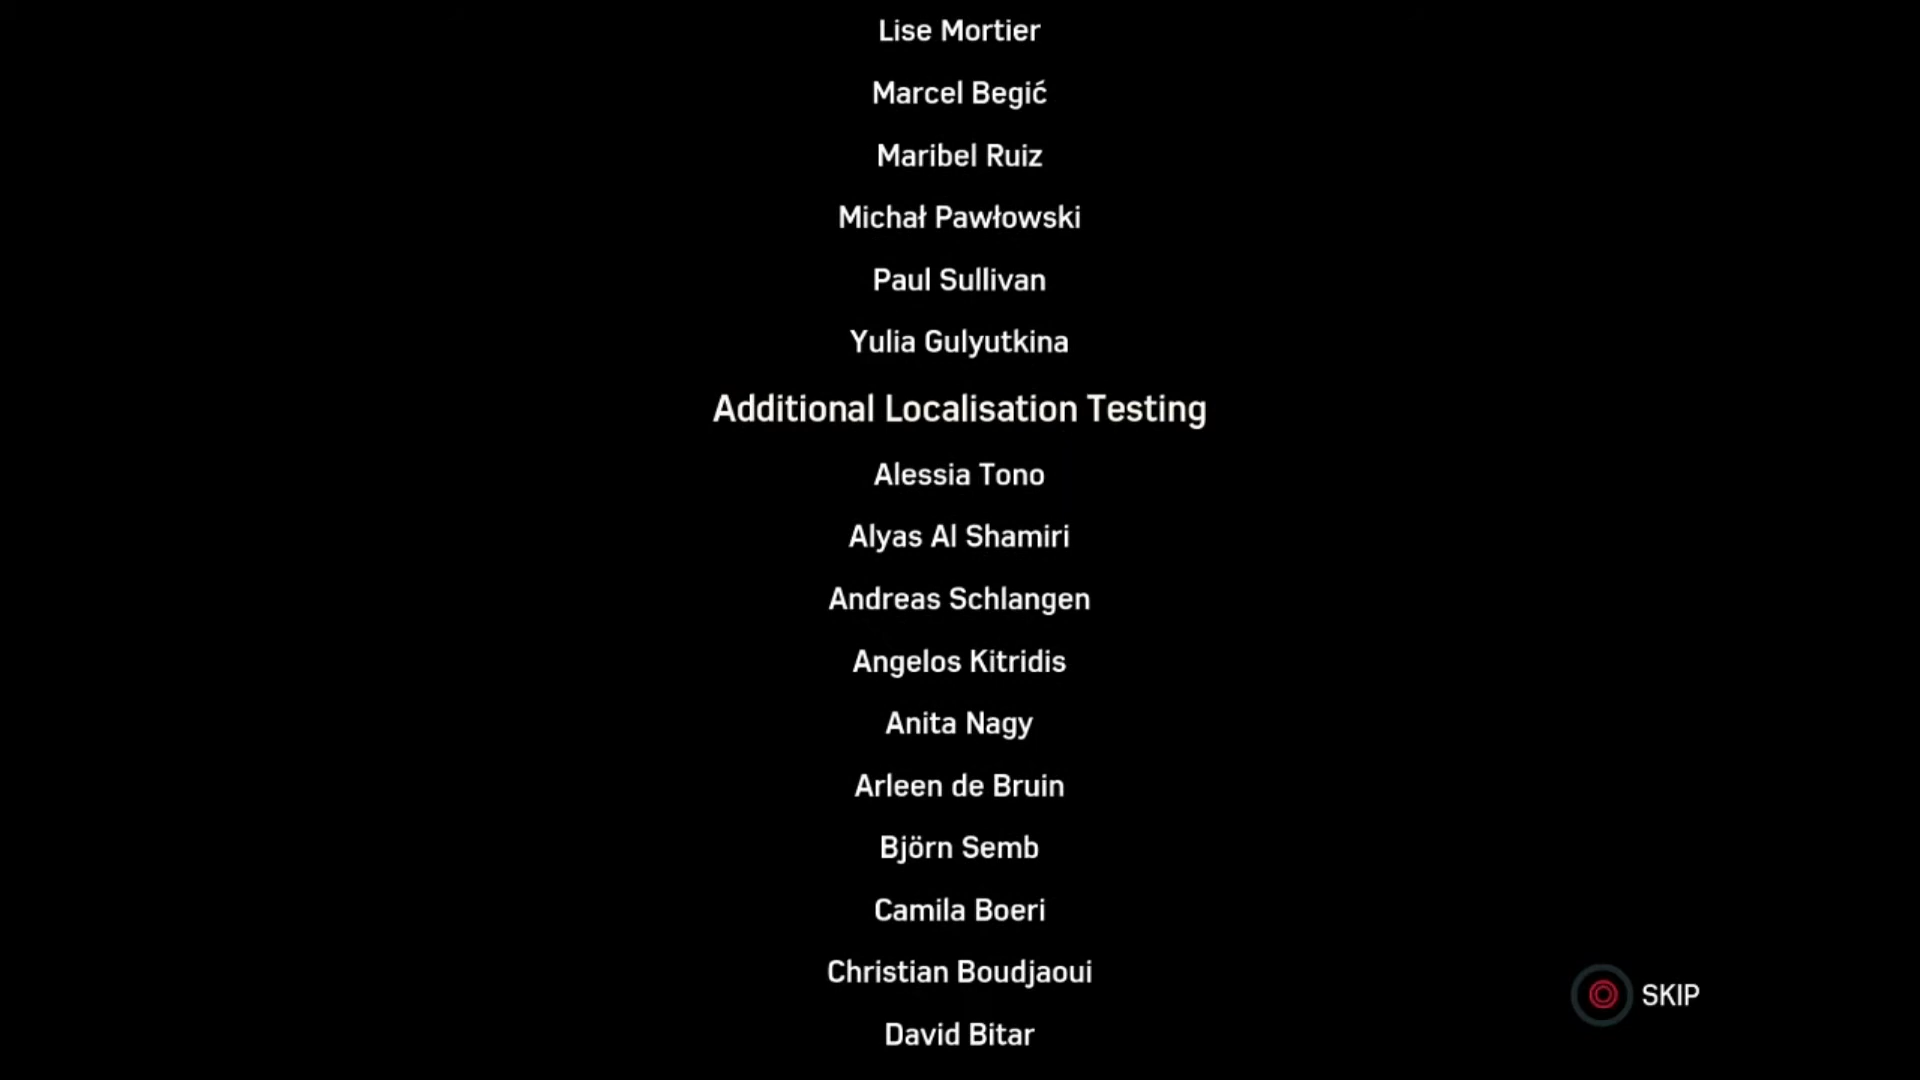 Lise Mortier
Marcel Begić
Maribel Ruiz
Michał Pawłowski
Paul Sullivan
Yulia Gulyutkina
Additional Localisation Testing
Alessia Tono
Alyas Al Shamiri
Andreas Schlangen
Angelos Kitridis
Anita Nagy
Arleen de Bruin
Björn Semb
Camila Boeri
Christian Boudjaoui
SKIP
David Bitar